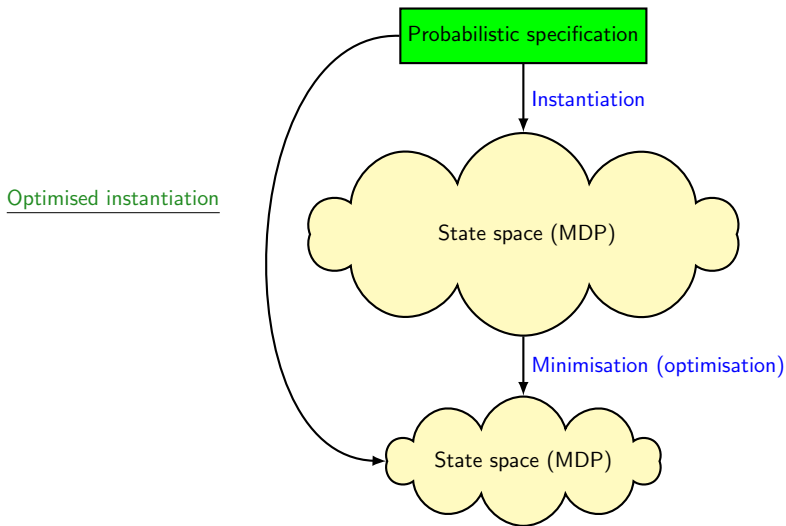 Probabilistic specification
Instantiation
Optimised instantiation
State space (MDP)
Minimisation (optimisation)
State space (MDP)